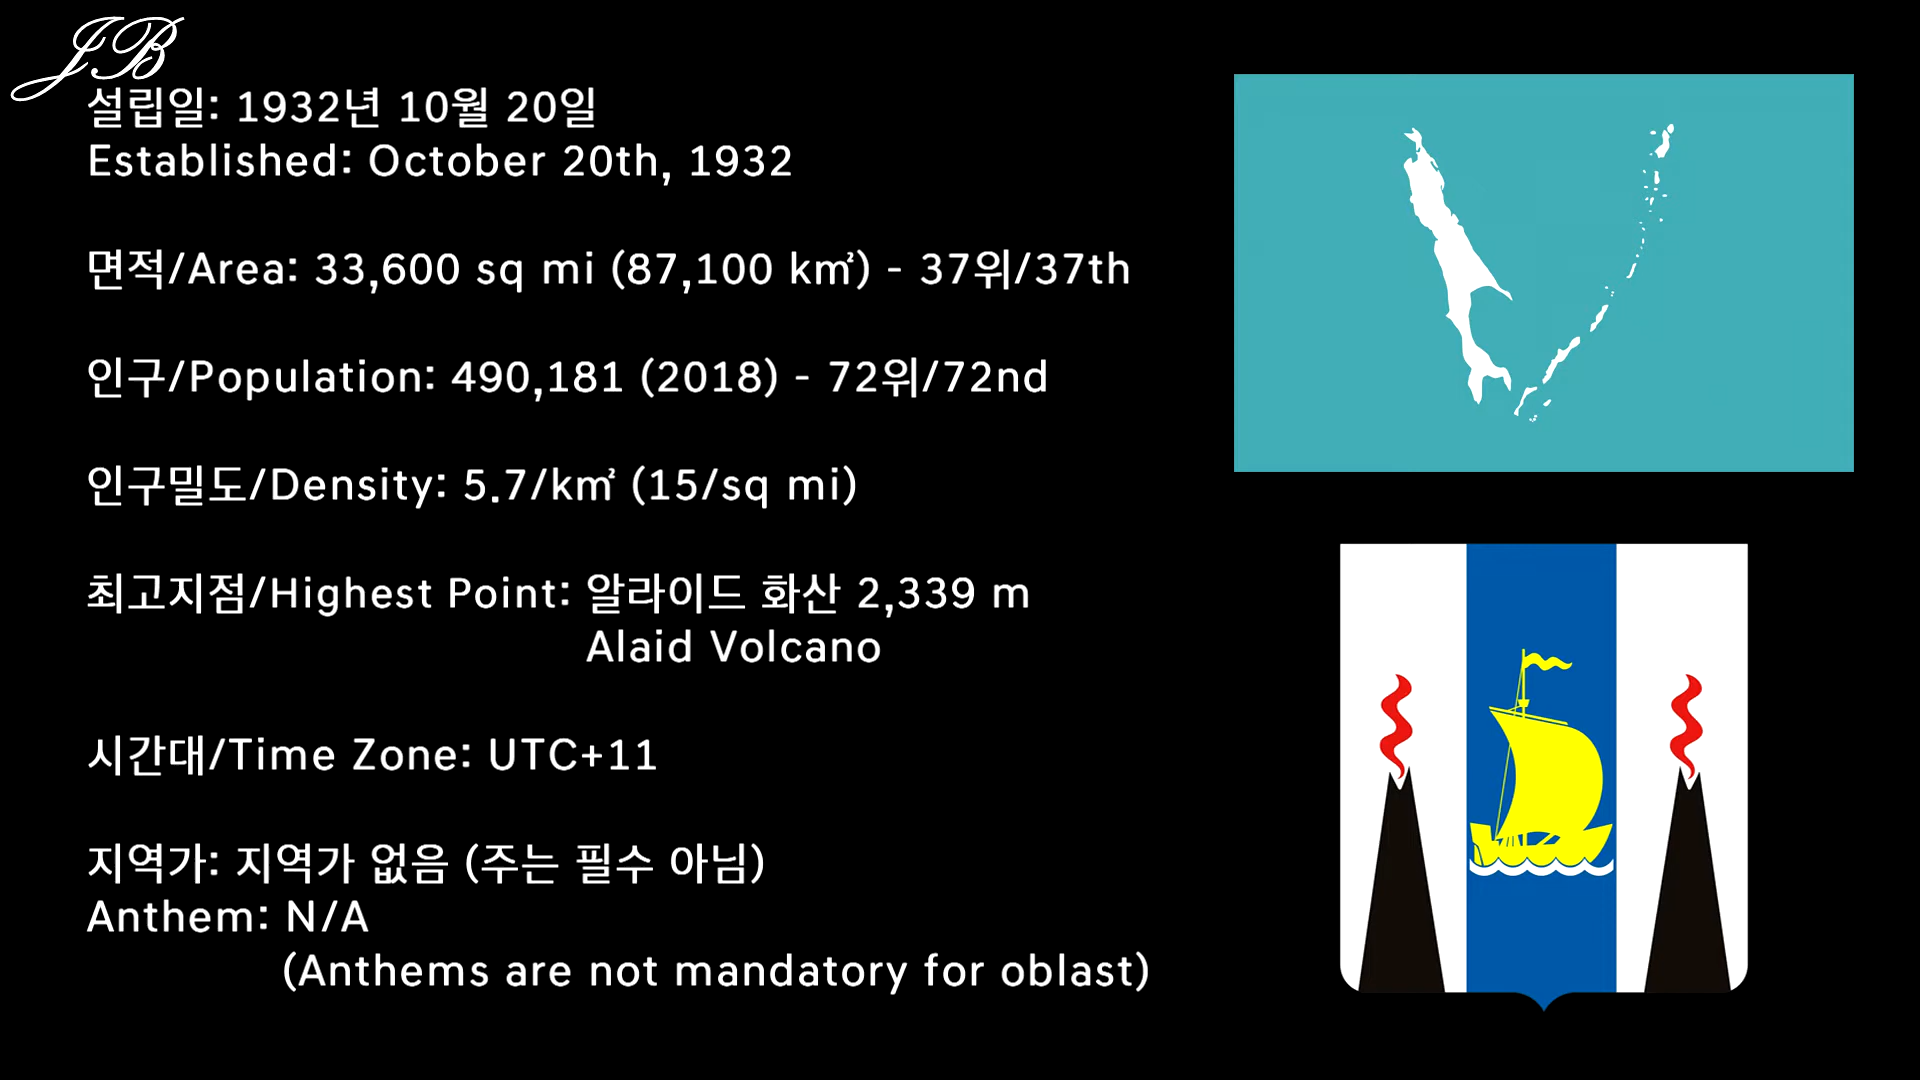 JB
설립일: 1932년 10월 20일
Established: October 20th, 1932
면적/Area: 33,600 sq mi (87,100 ㎢) - 37위/37th
인구/Population: 490,181 (2018) - 72위/72nd
인구밀도/Density: 5.7/㎢ (15/sq mi)
최고지점/Highest Point: 알라이드 화산 2,339 m
Alaid Volcano
시간대/Time Zone: UTC+11
지역가: 지역가 없음 (주는 필수 아님)
Anthem: N/A
(Anthems are not mandatory for oblast)